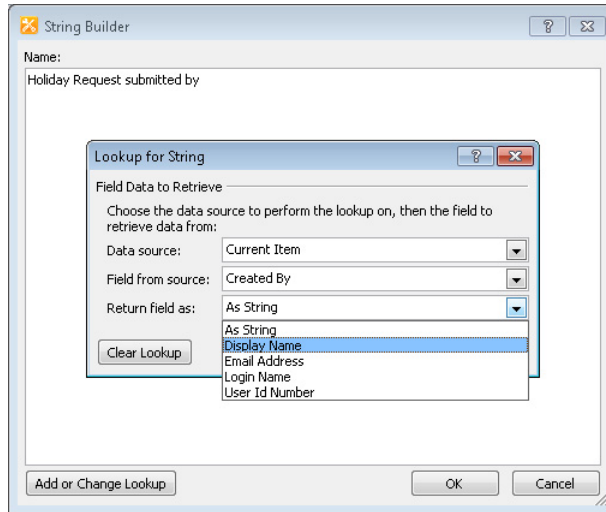 String Builder
Name:
Holiday Request submitted by
Lookup for String
Field Data to Retrieve
Choose the data source to perform the lookup on, then the field to
retrieve data from:
Data source: Current Item
Field from source: Created By
Return field as: As String
As String
Display Name
Email Address
Login Name
User Id Number
Clear Lookup
Add or Change Lookup OK Cancel